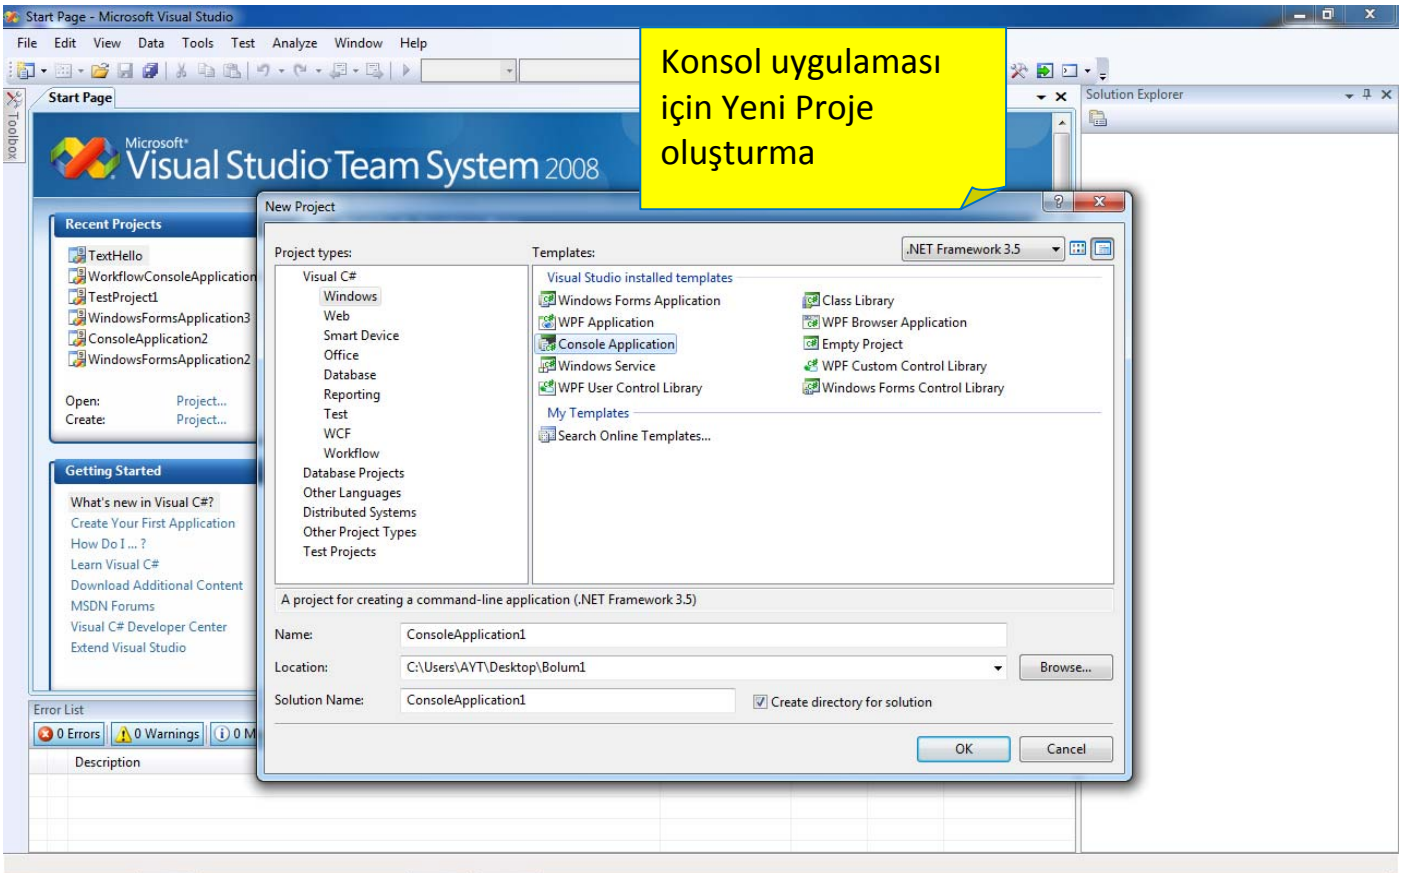 Start Page - Microsoft Visual Studio
File Edit View Data Tools Test Analyze Window Help
Konsol uygulaması
için Yeni Proje
oluşturma
Toolbox
Start Page
Solution Explorer
Microsoft
Visual Studio Team System 2008
Recent Projects
TextHello
WorkflowConsoleApplication
TestProject1
WindowsFormsApplication3
ConsoleApplication2
WindowsFormsApplication2
Open: Project...
Create: Project...
Getting Started
What's new in Visual C#?
Create Your First Application
How Do I ... ?
Learn Visual C#
Download Additional Content
MSDN Forums
Visual C# Developer Center
Extend Visual Studio
New Project
Project types:
Visual C#
Windows
Web
Smart Device
Office
Database
Reporting
Test
WCF
Workflow
Database Projects
Other Languages
Distributed Systems
Other Project Types
Test Projects
Templates:
.NET Framework 3.5
Visual Studio installed templates
Windows Forms Application
Class Library
WPF Application
WPF Browser Application
Console Application
Empty Project
Windows Service
WPF Custom Control Library
WPF User Control Library
Windows Forms Control Library
My Templates
Search Online Templates...
A project for creating a command-line application (.NET Framework 3.5)
Name: ConsoleApplication1
Location: C:\Users\AYT\Desktop\Bolum1 Browse...
Solution Name: ConsoleApplication1 Create directory for solution
OK Cancel
Error List
0 Errors 0 Warnings 0 M
Description